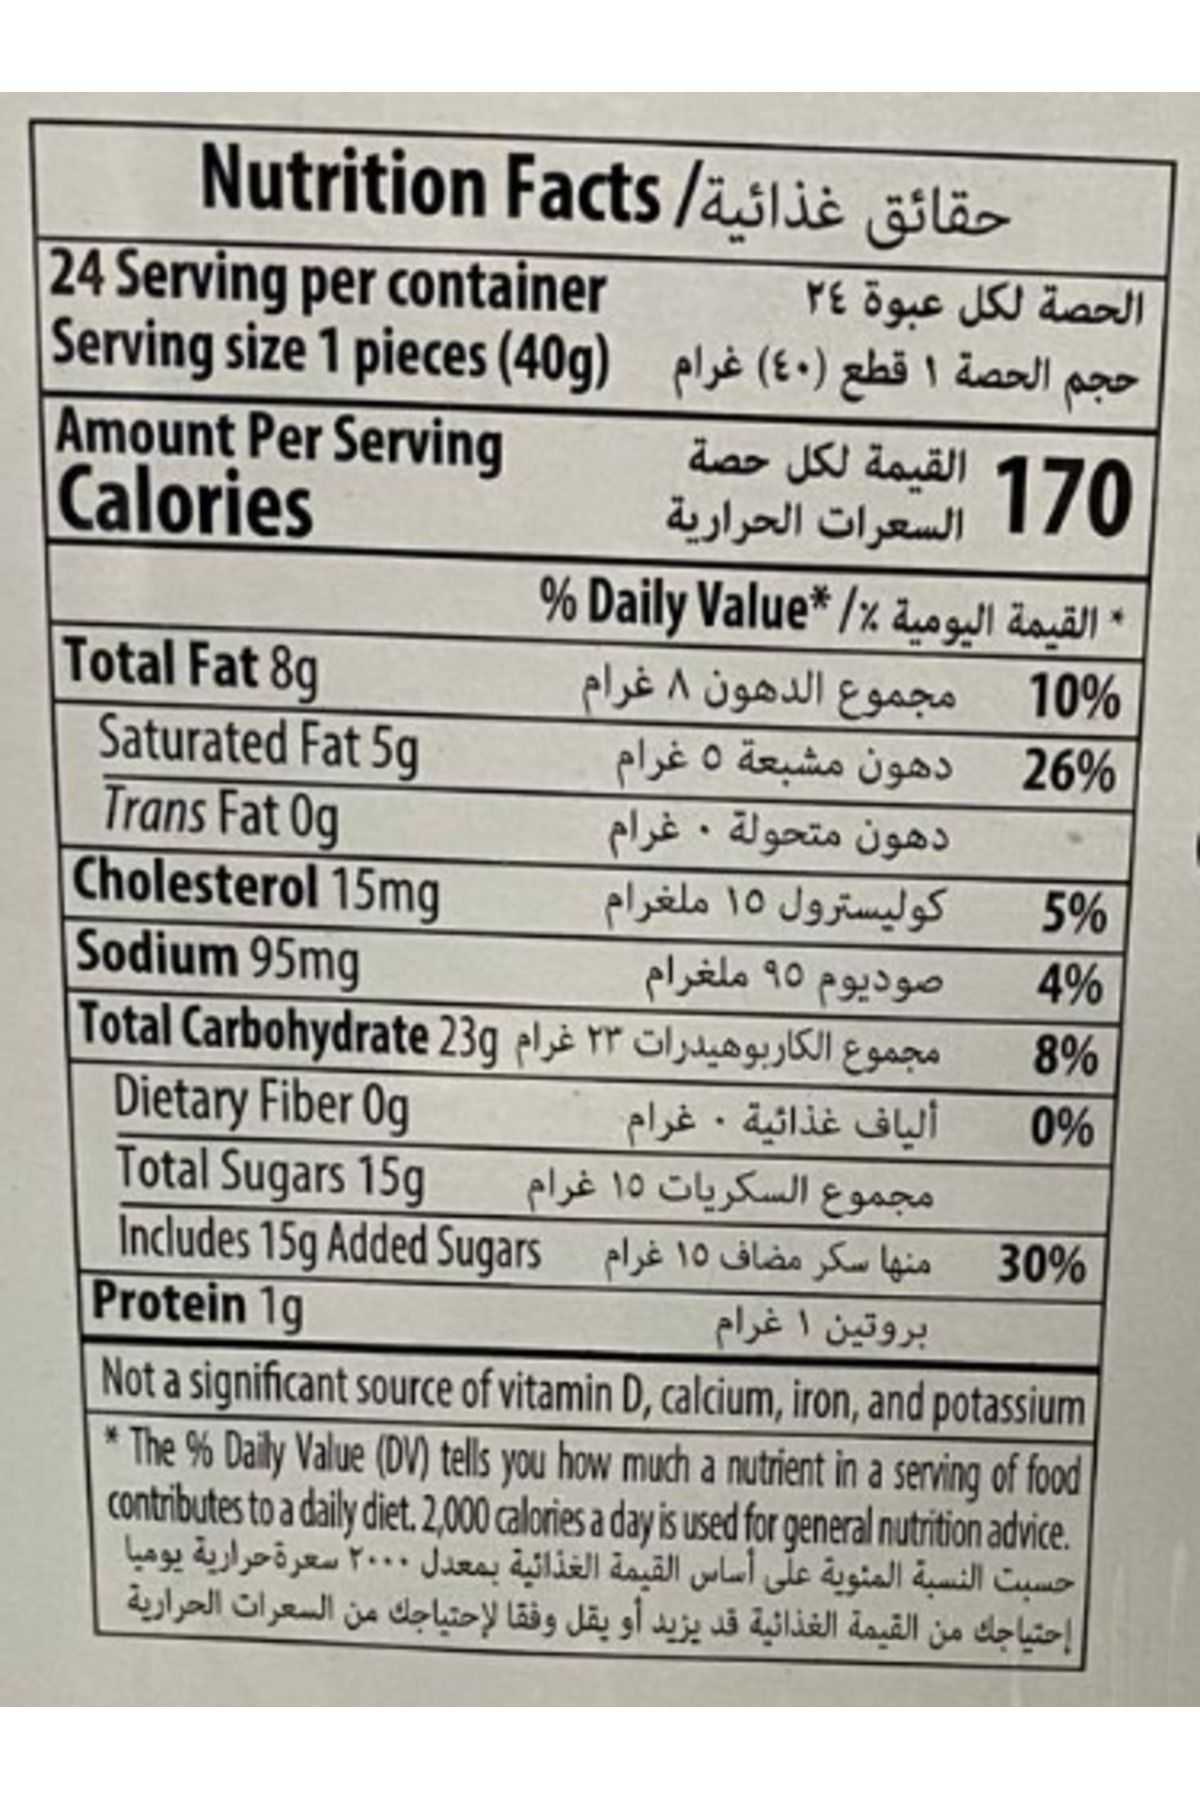 Nutrition Facts / حقائق غذائية
24 Serving per container الحصة لكل عبوة ٢٤
Serving size 1 pieces (40g) حجم الحصة ١ قطع (٤٠) غرام
Amount Per Serving القيمة لكل حصة
Calories السعرات الحرارية 170
% Daily Value* / القيمة اليومية ٪ *
Total Fat 8g مجموع الدهون ٨ غرام 10%
Saturated Fat 5g دهون مشبعة ٥ غرام 26%
Trans Fat 0g دهون متحولة ٠ غرام
Cholesterol 15mg كوليسترول ١٥ ملغرام 5%
Sodium 95mg صوديوم ٩٥ ملغرام 4%
Total Carbohydrate 23g مجموع الكاربوهيدرات ٢٣ غرام 8%
Dietary Fiber 0g ألياف غذائية ٠ غرام 0%
Total Sugars 15g مجموع السكريات ١٥ غرام
Includes 15g Added Sugars منها سكر مضاف ١٥ غرام 30%
Protein 1g بروتين ١ غرام
Not a significant source of vitamin D, calcium, iron, and potassium
* The % Daily Value (DV) tells you how much a nutrient in a serving of food
contributes to a daily diet. 2,000 calories a day is used for general nutrition advice.
حسبت النسبة المئوية على أساس القيمة الغذائية بمعدل ٢٠٠٠ سعرة حرارية يوميا
إحتياجك من القيمة الغذائية قد يزيد أو يقل وفقا لإحتياجك من السعرات الحرارية